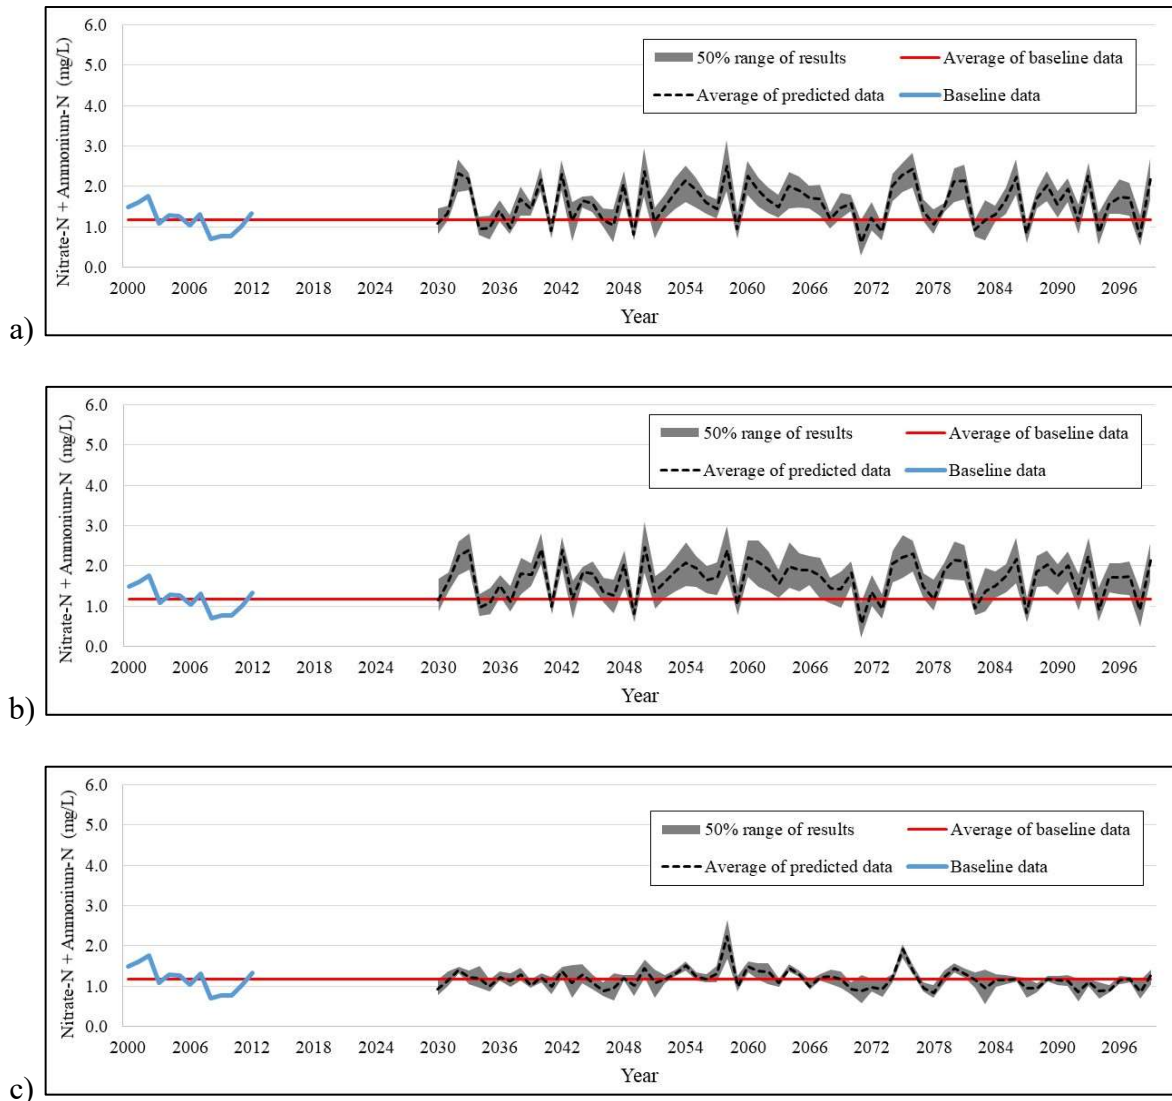 6.0
5.0
4.0
3.0
2.0
1.0
0.0
Nitrate-N + Ammonium-N (mg/L)
50% range of results
Average of baseline data
Average of predicted data
Baseline data
2000 2006 2012 2018 2024 2030 2036 2042 2048 2054 2060 2066 2072 2078 2084 2090 2096
Year
a)
6.0
5.0
4.0
3.0
2.0
1.0
0.0
Nitrate-N + Ammonium-N (mg/L)
50% range of results
Average of baseline data
Average of predicted data
Baseline data
2000 2006 2012 2018 2024 2030 2036 2042 2048 2054 2060 2066 2072 2078 2084 2090 2096
Year
b)
6.0
5.0
4.0
3.0
2.0
1.0
0.0
Nitrate-N + Ammonium-N (mg/L)
50% range of results
Average of baseline data
Average of predicted data
Baseline data
2000 2006 2012 2018 2024 2030 2036 2042 2048 2054 2060 2066 2072 2078 2084 2090 2096
Year
c)